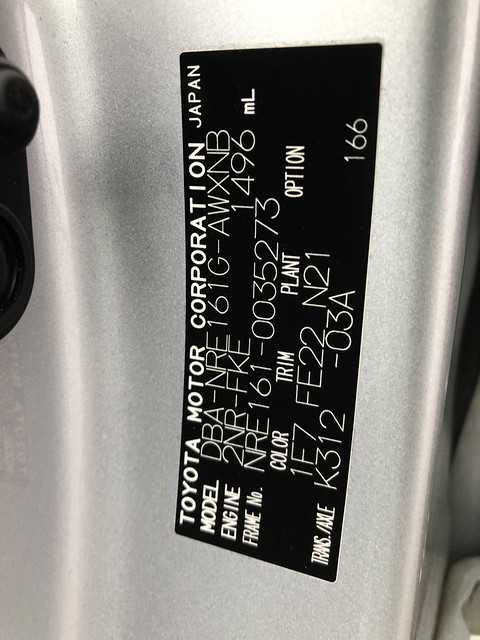 TOYOTA MOTOR CORPORATION JAPAN
MODEL DBA-NRE161G-AWXNB
ENGINE 2NR-FKE 1496 mL
FRAME No. NRE161-0035273
COLOR TRIM PLANT OPTION
1F7 FE22 N21
TRANS./AXLE K312 -03A 166